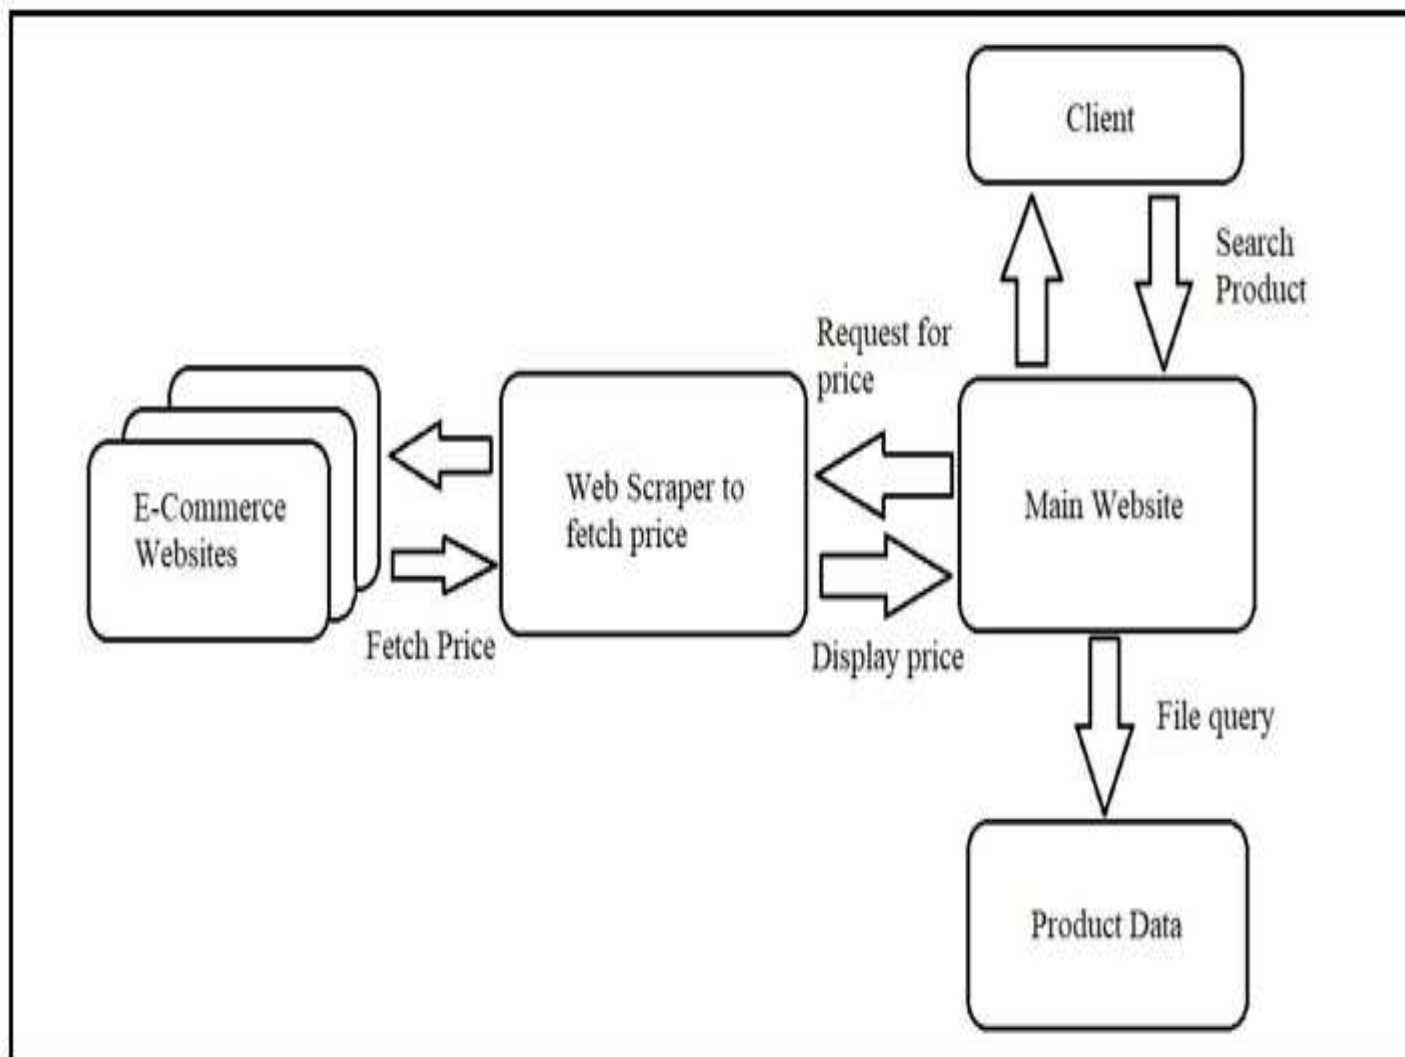 Client
Search
Product
Request for
price
E-Commerce
Websites
Web Scraper to
fetch price
Main Website
Fetch Price
Display price
File query
Product Data